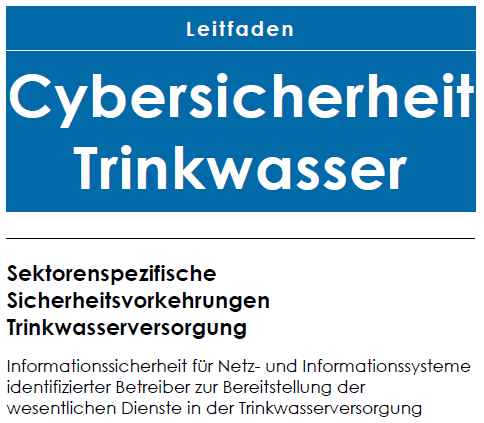 Leitfaden
Cybersicherheit
Trinkwasser
Sektorenspezifische
Sicherheitsvorkehrungen
Trinkwasserversorgung
Informationssicherheit für Netz- und Informationssysteme
identifizierter Betreiber zur Bereitstellung der
wesentlichen Dienste in der Trinkwasserversorgung